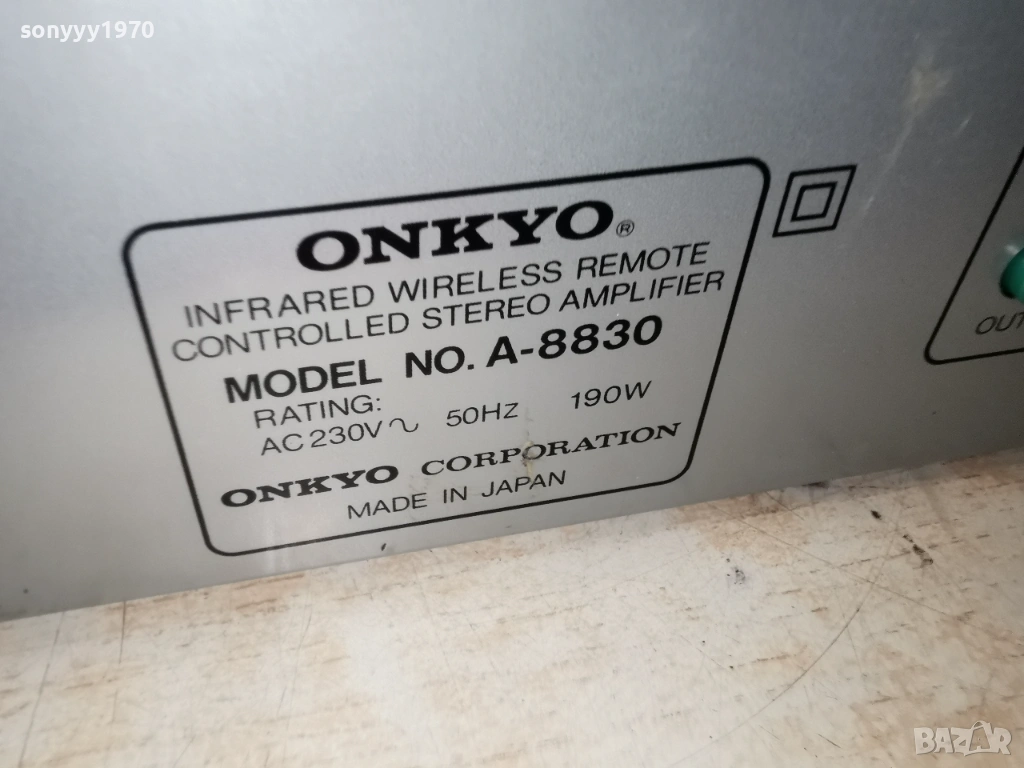 sonyyy1970
ONKYO®
INFRARED WIRELESS REMOTE
CONTROLLED STEREO AMPLIFIER
MODEL NO. A-8830
RATING:
AC 230V ∿ 50HZ 190W
ONKYO CORPORATION
MADE IN JAPAN
OUT
BAZAR